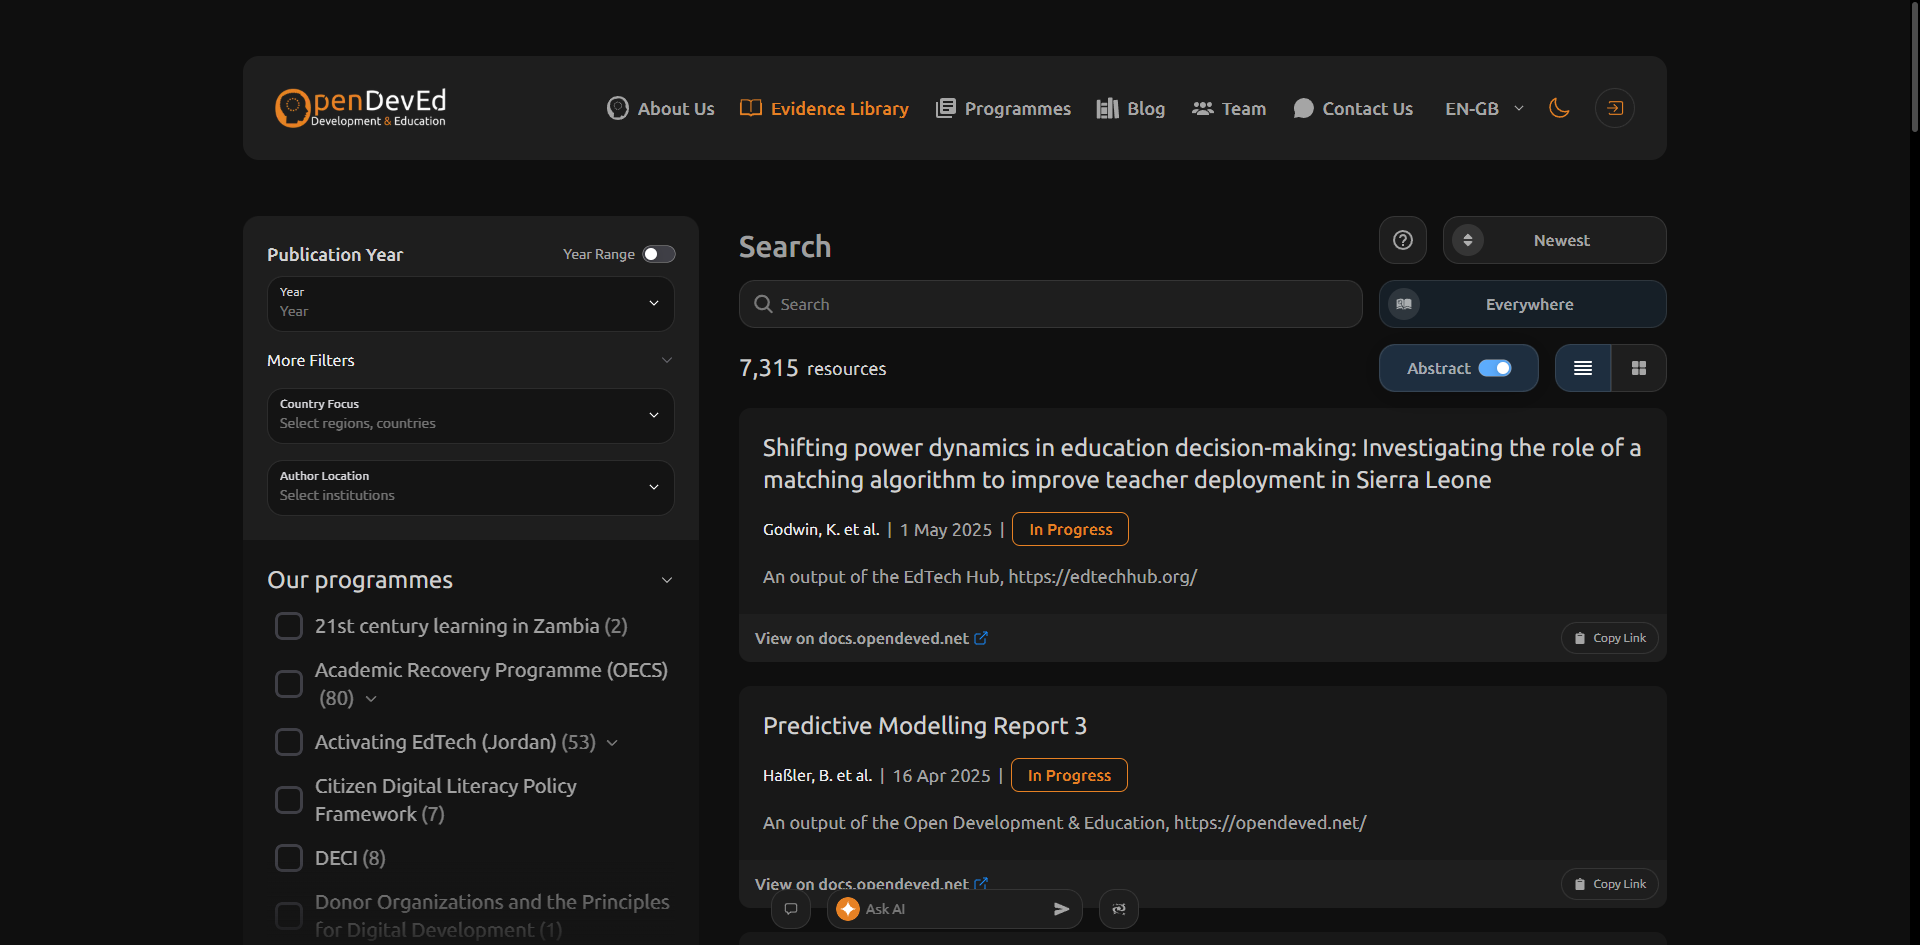 OpenDevEd
Development & Education
About Us
Evidence Library
Programmes
Blog
Team
Contact Us
EN-GB
Publication Year
Year Range
Year
Year
More Filters
Country Focus
Select regions, countries
Author Location
Select institutions
Our programmes
21st century learning in Zambia (2)
Academic Recovery Programme (OECS)
(80)
Activating EdTech (Jordan) (53)
Citizen Digital Literacy Policy
Framework (7)
DECI (8)
Donor Organizations and the Principles
for Digital Development (1)
Search
Newest
Search
Everywhere
7,315 resources
Abstract
Shifting power dynamics in education decision-making: Investigating the role of a
matching algorithm to improve teacher deployment in Sierra Leone
Godwin, K. et al. | 1 May 2025 | In Progress
An output of the EdTech Hub, https://edtechhub.org/
View on docs.opendeved.net
Copy Link
Predictive Modelling Report 3
Haßler, B. et al. | 16 Apr 2025 | In Progress
An output of the Open Development & Education, https://opendeved.net/
View on docs.opendeved.net
Copy Link
Ask AI